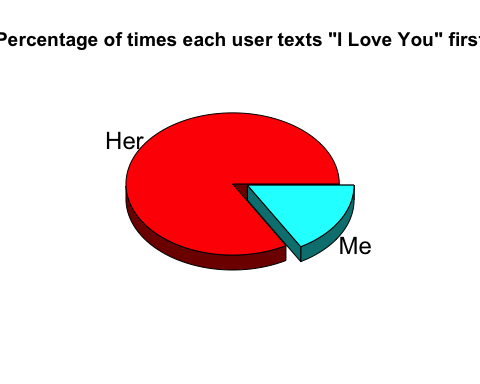 Percentage of times each user texts "I Love You" first
Her
Me